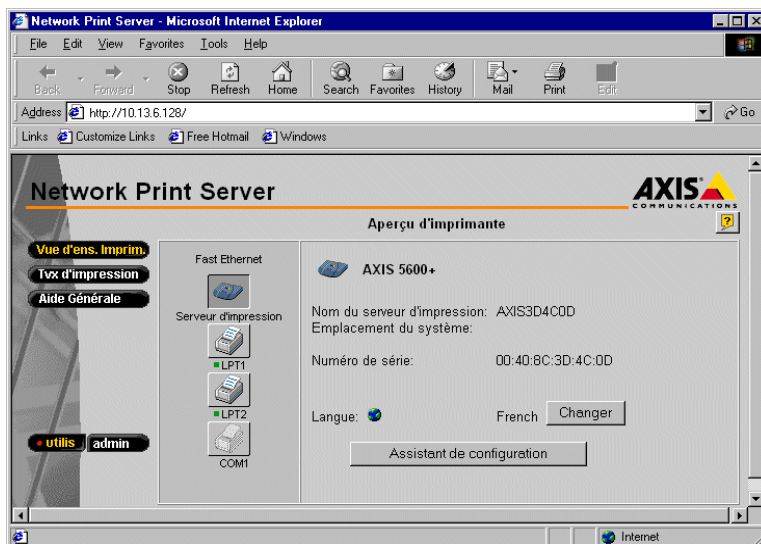 Network Print Server - Microsoft Internet Explorer
File Edit View Favorites Tools Help
Back Forward Stop Refresh Home Search Favorites History Mail Print Edit
Address http://10.13.6.128/ Go
Links Customize Links Free Hotmail Windows
Network Print Server
AXIS
COMMUNICATIONS
Aperçu d'imprimante
Vue d'ens. Imprim.
Tvx d'impression
Aide Générale
utilis admin
Fast Ethernet
Serveur d'impression
LPT1
LPT2
COM1
AXIS 5600+
Nom du serveur d'impression: AXIS3D4C0D
Emplacement du système:
Numéro de série: 00:40:8C:3D:4C:0D
Langue: French Changer
Assistant de configuration
Internet